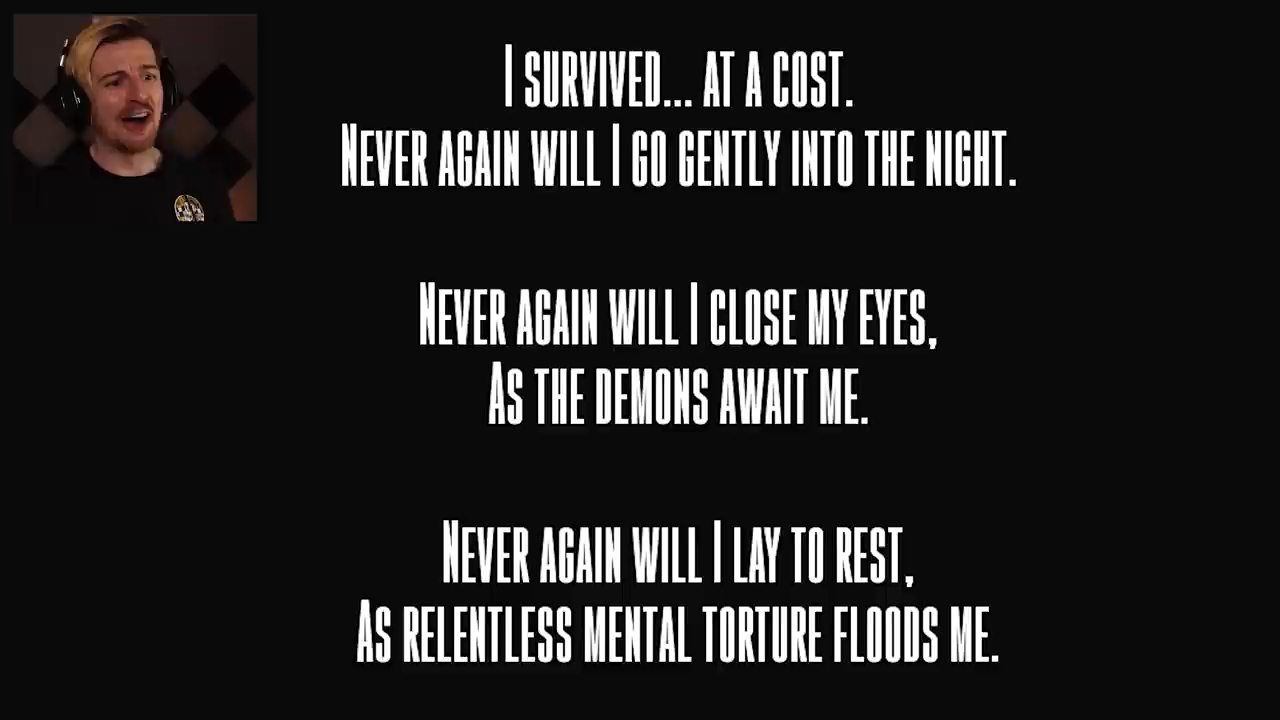 I survived... at a cost.
Never again will I go gently into the night.
Never again will I close my eyes,
As the demons await me.
Never again will I lay to rest,
As relentless mental torture floods me.